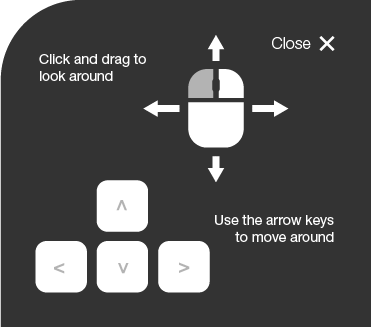 Close
Click and drag to
look around
Use the arrow keys
to move around